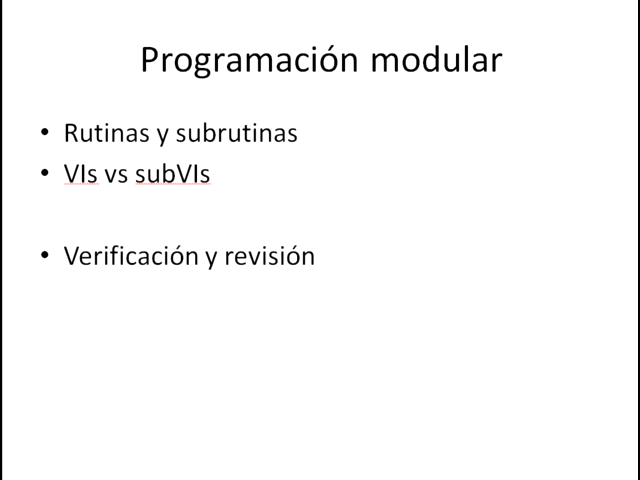 Programación modular
• Rutinas y subrutinas
• VIs vs subVIs
• Verificación y revisión